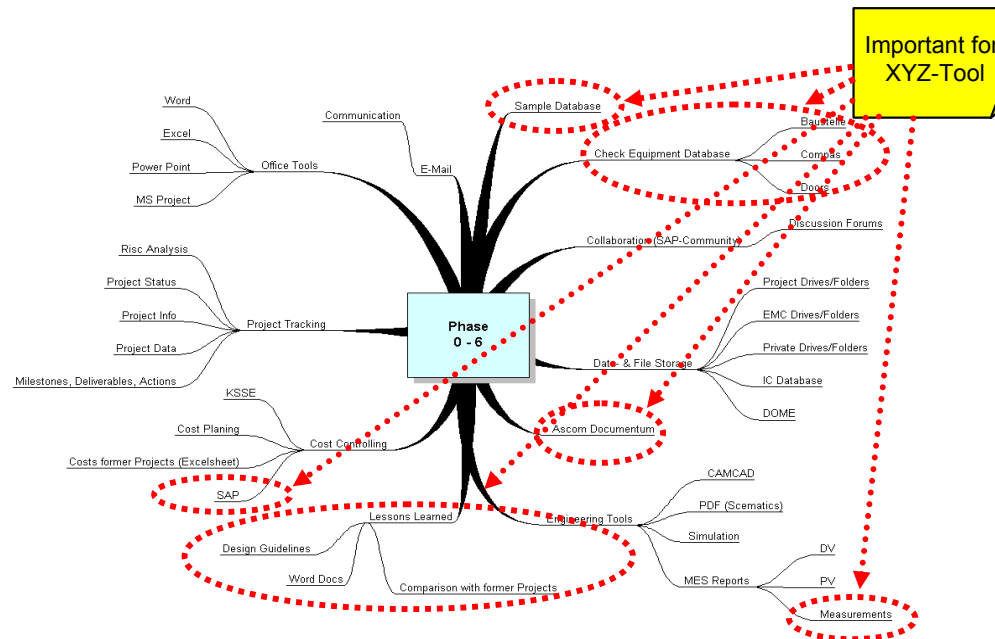 Important for
XYZ-Tool
Sample Database
Check Equipment Database
Baustelle
Compas
Doors
Collaboration (SAP-Community)
Discussion Forums
Project Drives/Folders
EMC Drives/Folders
Private Drives/Folders
IC Database
DOME
Data- & File Storage
Ascom Documentum
Engineering Tools
CAMCAD
PDF (Scematics)
Simulation
MES Reports
DV
PV
Measurements
Communication
E-Mail
Word
Excel
Power Point
MS Project
Office Tools
Risc Analysis
Project Status
Project Info
Project Data
Milestones, Deliverables, Actions
Project Tracking
Phase
0 - 6
KSSE
Cost Planing
Costs former Projects (Excelsheet)
SAP
Cost Controlling
Lessons Learned
Design Guidelines
Word Docs
Comparison with former Projects